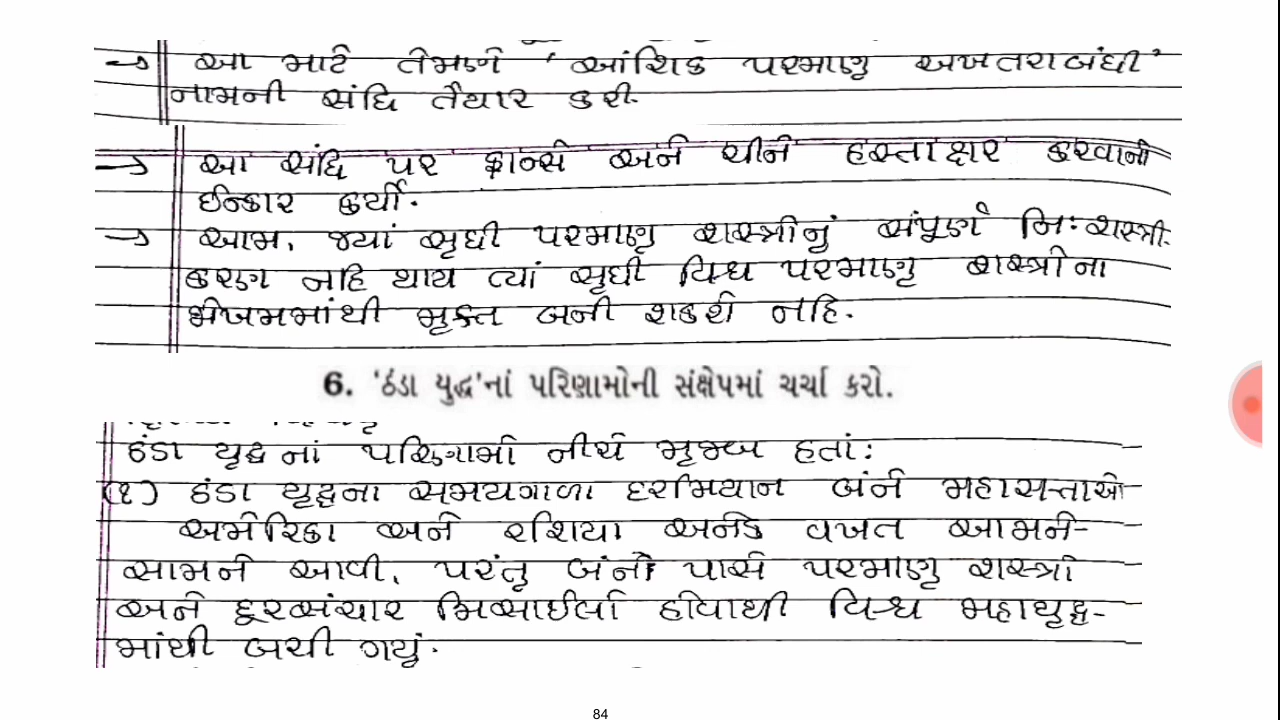 → આ માટે તેમણે 'આંશિક પરમાણુ અખતરાબંધી'
નામની સંધિ તૈયાર કરી.
→ આ સંધિ પર ફ્રાન્સે અને ચીને હસ્તાક્ષર કરવાનો
ઈન્કાર કર્યો.
→ આમ, જ્યાં સુધી પરમાણુ શસ્ત્રોનું સંપૂર્ણ નિઃશસ્ત્રી-
કરણ નહિ થાય ત્યાં સુધી વિશ્વ પરમાણુ શસ્ત્રોના
જોખમમાંથી મુક્ત બની શકશે નહિ.
6. 'ઠંડા યુદ્ધ'નાં પરિણામોની સંક્ષેપમાં ચર્ચા કરો.
ઠંડા યુદ્ધનાં પરિણામો નીચે મુજબ હતાં:
(૧) ઠંડા યુદ્ધના સમયગાળા દરમિયાન બંને મહાસત્તાઓ
અમેરિકા અને રશિયા અનેક વખત આમને-
સામને આવી, પરંતુ બંને પાસે પરમાણુ શસ્ત્રો
અને દૂરસંચાર મિસાઈલો હોવાથી વિશ્વ મહાયુદ્ધ-
માંથી બચી ગયું.
84